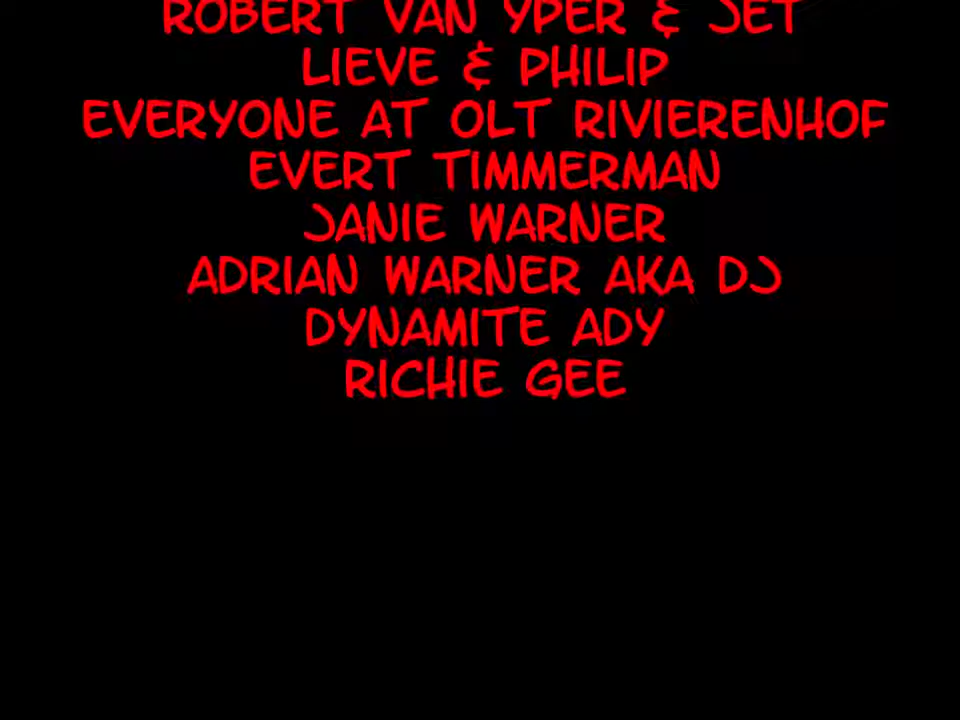 ROBERT VAN YPER & JET
LIEVE & PHILIP
EVERYONE AT OLT RIVIERENHOF
EVERT TIMMERMAN
JANIE WARNER
ADRIAN WARNER AKA DJ
DYNAMITE ADY
RICHIE GEE